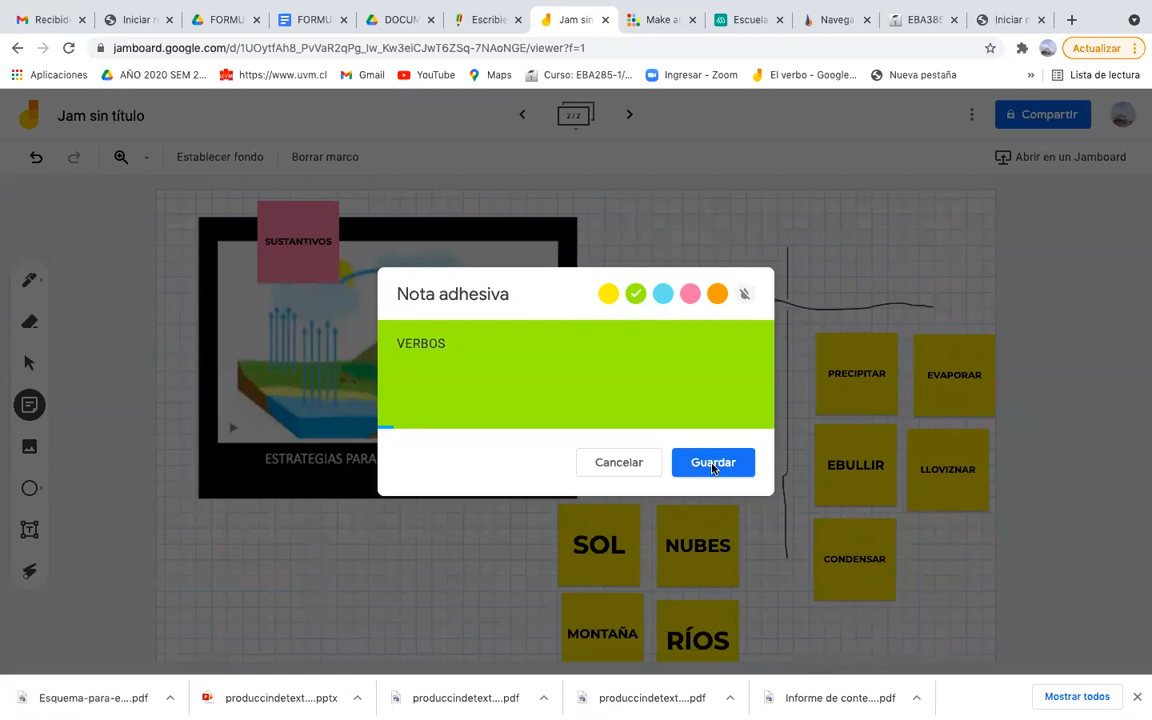 Recibid
Iniciar r
FORMU
FORMU
DOCUM
Escribie
Jam sin
Make ar
Escuela
Navega
EBA385
Iniciar r
jamboard.google.com/d/1UOytfAh8_PvVaR2qPg_lw_Kw3eiCJwT6ZSq-7NAoNGE/viewer?f=1
Actualizar
Aplicaciones
AÑO 2020 SEM 2...
https://www.uvm.cl
Gmail
YouTube
Maps
Curso: EBA285-1/...
Ingresar - Zoom
El verbo - Google...
Nueva pestaña
»
Lista de lectura
Jam sin título
2/2
Compartir
Establecer fondo
Borrar marco
Abrir en un Jamboard
SUSTANTIVOS
Nota adhesiva
VERBOS
Cancelar
Guardar
ESTRATEGIAS PARA
PRECIPITAR
EVAPORAR
EBULLIR
LLOVIZNAR
CONDENSAR
SOL
NUBES
MONTAÑA
RÍOS
Esquema-para-e....pdf
produccindetext....pptx
produccindetext....pdf
produccindetext....pdf
Informe de conte....pdf
Mostrar todos